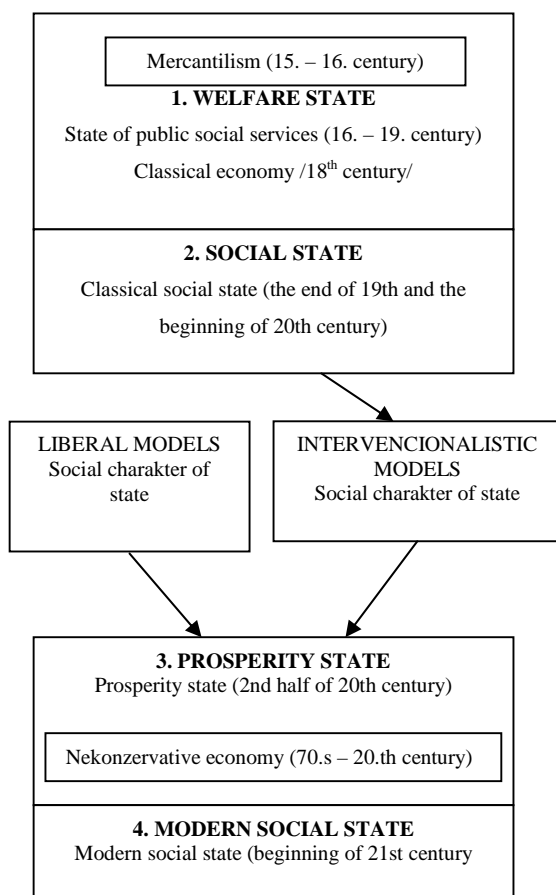 Mercantilism (15. – 16. century)
1. WELFARE STATE
State of public social services (16. – 19. century)
Classical economy /18th century/
2. SOCIAL STATE
Classical social state (the end of 19th and the
beginning of 20th century)
LIBERAL MODELS
Social charakter of
state
INTERVENCIONALISTIC
MODELS
Social charakter of state
3. PROSPERITY STATE
Prosperity state (2nd half of 20th century)
Nekonzervative economy (70.s – 20.th century)
4. MODERN SOCIAL STATE
Modern social state (beginning of 21st century